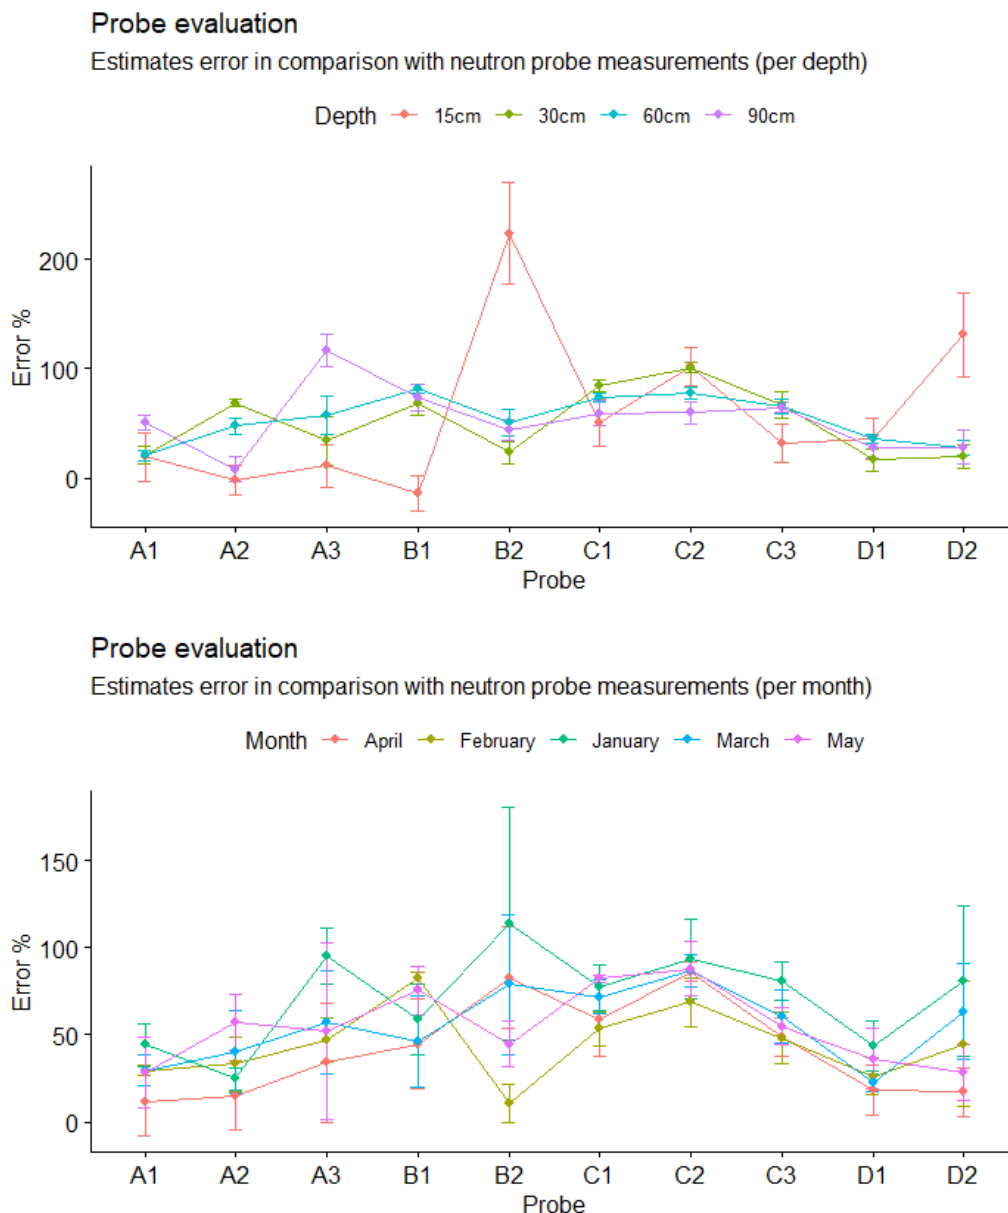 Probe evaluation
Estimates error in comparison with neutron probe measurements (per depth)
Depth 15cm 30cm 60cm 90cm
Error %
200
100
0
A1 A2 A3 B1 B2 C1 C2 C3 D1 D2
Probe
Probe evaluation
Estimates error in comparison with neutron probe measurements (per month)
Month April February January March May
Error %
150
100
50
0
A1 A2 A3 B1 B2 C1 C2 C3 D1 D2
Probe